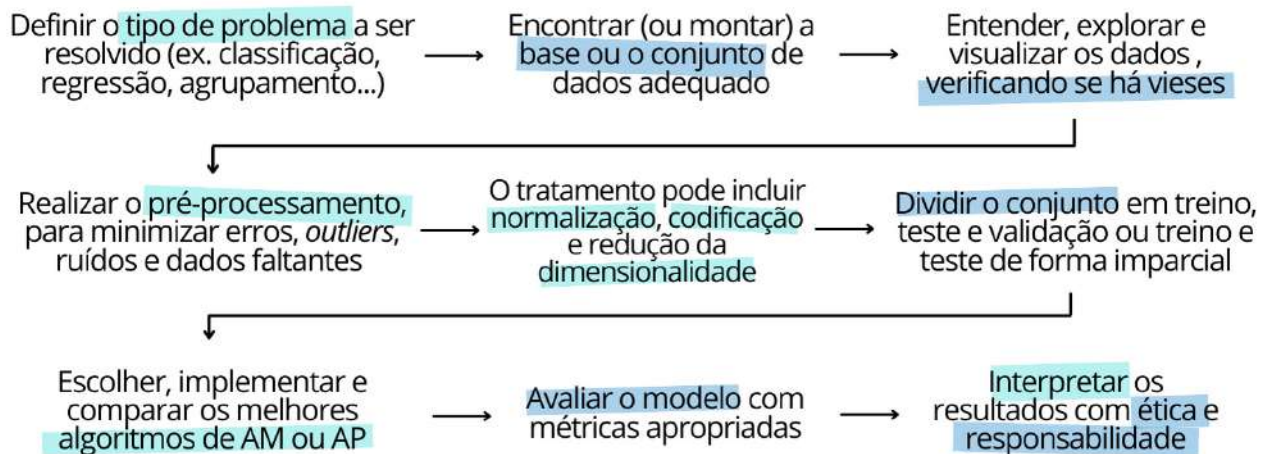 Definir o tipo de problema a ser
resolvido (ex. classificação,
regressão, agrupamento...)
Encontrar (ou montar) a
base ou o conjunto de
dados adequado
Entender, explorar e
visualizar os dados ,
verificando se há vieses
Realizar o pré-processamento,
para minimizar erros, outliers,
ruídos e dados faltantes
O tratamento pode incluir
normalização, codificação
e redução da
dimensionalidade
Dividir o conjunto em treino,
teste e validação ou treino e
teste de forma imparcial
Escolher, implementar e
comparar os melhores
algoritmos de AM ou AP
Avaliar o modelo com
métricas apropriadas
Interpretar os
resultados com ética e
responsabilidade